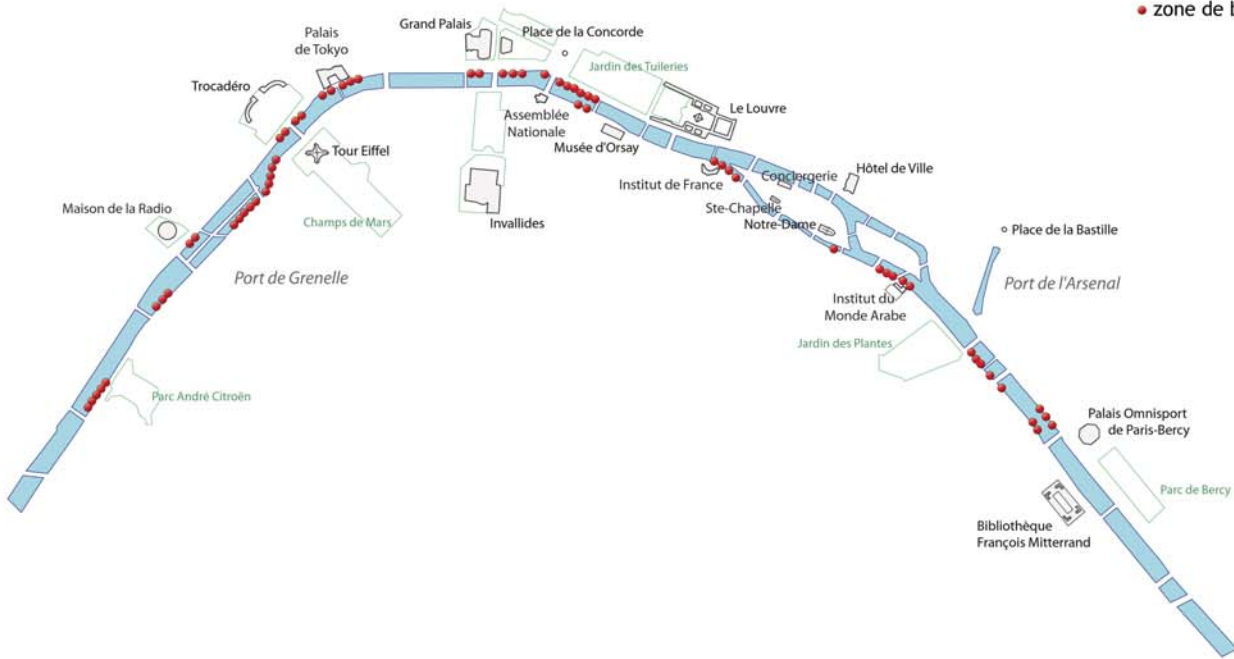 zone de b
Grand Palais
Place de la Concorde
Palais
de Tokyo
Jardin des Tuileries
Trocadéro
Le Louvre
Assemblée
Nationale
Musée d'Orsay
Tour Eiffel
Institut de France
Conciergerie
Hôtel de Ville
Maison de la Radio
Champs de Mars
Invallides
Ste-Chapelle
Notre-Dame
Place de la Bastille
Port de Grenelle
Port de l'Arsenal
Institut du
Monde Arabe
Jardin des Plantes
Parc André Citroën
Palais Omnisport
de Paris-Bercy
Parc de Bercy
Bibliothèque
François Mitterrand